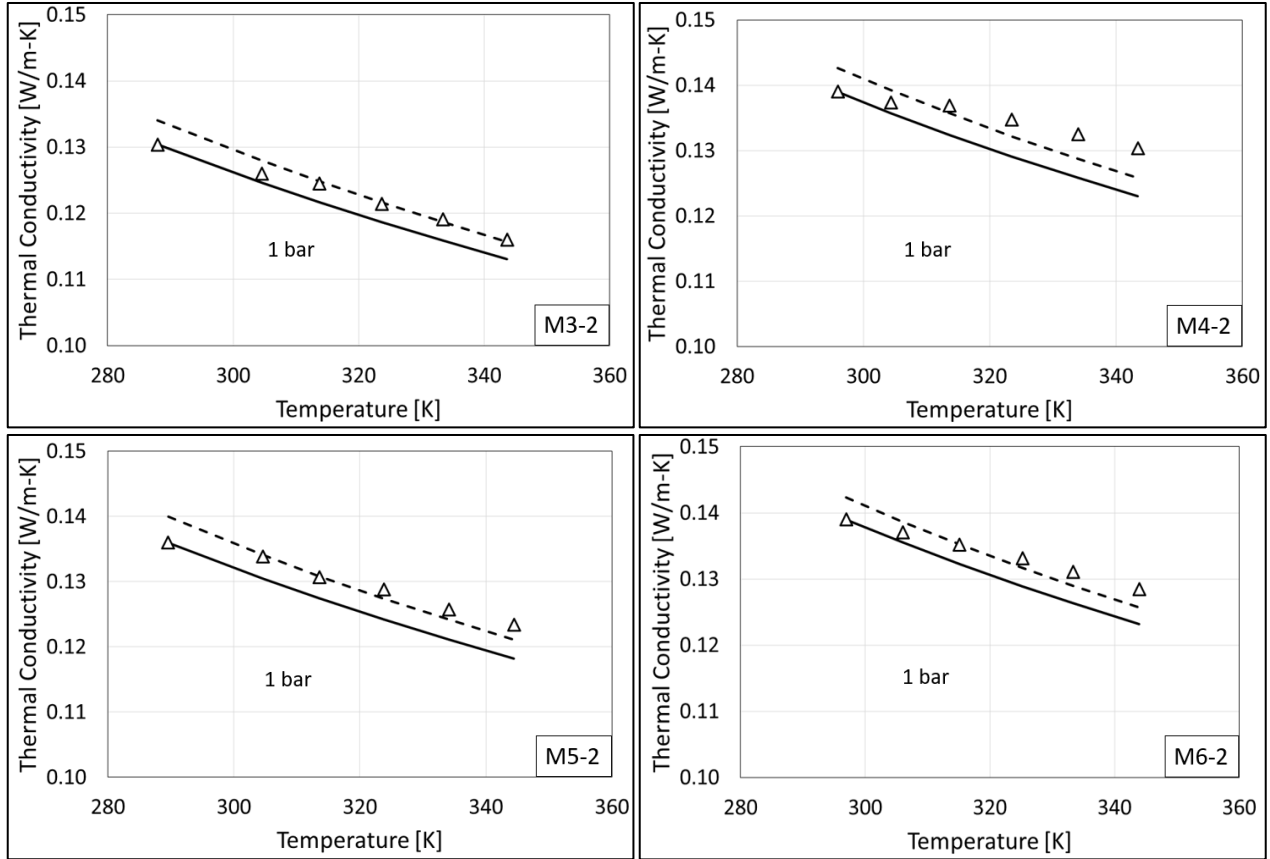 Thermal Conductivity [W/m-K]
0.15
0.14
0.13
0.12
0.11
0.10
1 bar
M3-2
280 300 320 340 360
Temperature [K]
Thermal Conductivity [W/m-K]
0.15
0.14
0.13
0.12
0.11
0.10
1 bar
M4-2
280 300 320 340 360
Temperature [K]
Thermal Conductivity [W/m-K]
0.15
0.14
0.13
0.12
0.11
0.10
1 bar
M5-2
280 300 320 340 360
Temperature [K]
Thermal Conductivity [W/m-K]
0.15
0.14
0.13
0.12
0.11
0.10
1 bar
M6-2
280 300 320 340 360
Temperature [K]